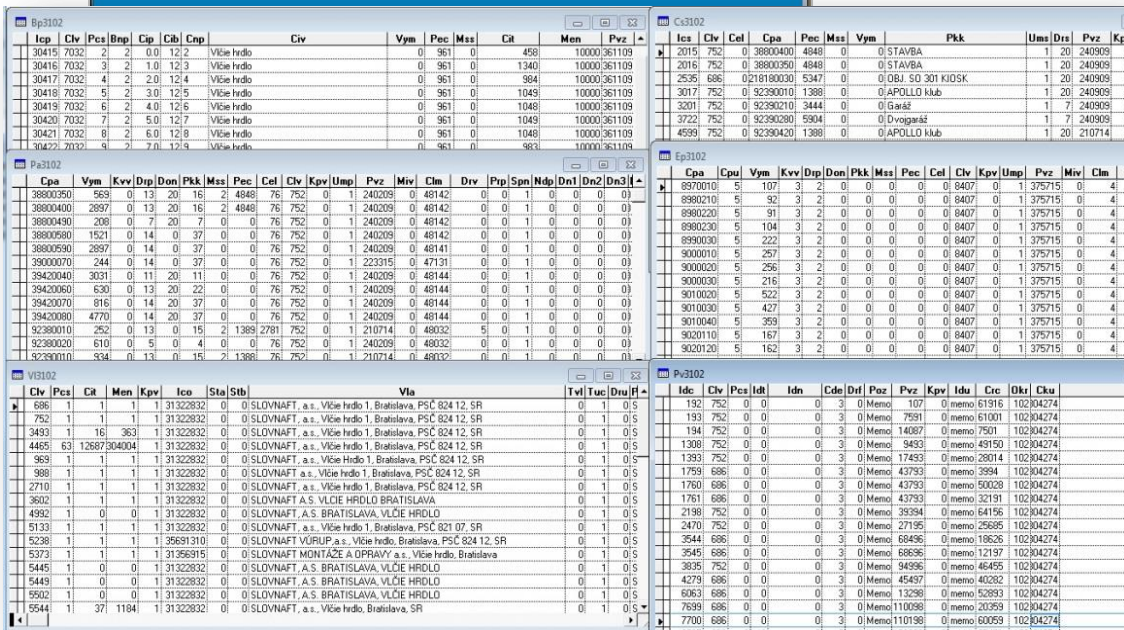 Bp3102
Icp Clv Pcs Bnp Cip Cib Cnp Civ Vym Pec Mss Cit Men Pvz
30415 7032 2 2 0.0 12 2 Vlčie hrdlo 0 961 0 458 10000 361109
30416 7032 3 2 1.0 12 3 Vlčie hrdlo 0 961 0 1340 10000 361109
30417 7032 4 2 2.0 12 4 Vlčie hrdlo 0 961 0 984 10000 361109
30418 7032 5 2 3.0 12 5 Vlčie hrdlo 0 961 0 1049 10000 361109
30419 7032 6 2 4.0 12 6 Vlčie hrdlo 0 961 0 1048 10000 361109
30420 7032 7 2 5.0 12 7 Vlčie hrdlo 0 961 0 1049 10000 361109
30421 7032 8 2 6.0 12 8 Vlčie hrdlo 0 961 0 1048 10000 361109
30422 7032 9 2 7.0 12 9 Vlčie hrdlo 0 961 0 983 10000 361109
Cs3102
Ics Clv Cel Cpa Pec Mss Vym Pkk Ums Drs Pvz
2015 752 0 38800400 4848 0 0 STAVBA 1 20 240909
2016 752 0 38800350 4848 0 0 STAVBA 1 20 240909
2535 686 0 218180030 5347 0 0 OBJ. SO 301 KIOSK 1 20 240909
3017 752 0 92390010 1388 0 0 APOLLO klub 1 20 240909
3201 752 0 92390210 3444 0 0 Garáž 1 7 240909
3722 752 0 92390280 5904 0 0 Dvojgaráž 1 7 240909
4599 752 0 92390420 1388 0 0 APOLLO klub 1 20 210714
Pa3102
Cpa Vym Kvv Drp Don Pkk Mss Pec Cel Clv Kpv Ump Pvz Miv Clm Drv Prp Spn Ndp Dn1 Dn2 Dn3
38800350 569 0 13 20 16 2 4848 76 752 0 1 240209 0 48142 0 0 0 0 0 0 0
38800400 2897 0 13 20 16 2 4848 76 752 0 1 240209 0 48142 0 0 0 0 0 0 0
38800490 208 0 7 20 7 0 0 76 752 0 1 240209 0 48142 0 0 0 0 0 0 0
38800580 1521 0 14 0 37 0 0 76 752 0 1 240209 0 48142 0 0 0 0 0 0 0
38800590 2897 0 14 0 37 0 0 76 752 0 1 240209 0 48141 0 0 0 0 0 0 0
39000070 244 0 14 0 37 0 0 76 752 0 1 223315 0 47131 0 0 0 0 0 0 0
39420040 3031 0 11 20 11 0 0 76 752 0 1 240209 0 48144 0 0 0 0 0 0 0
39420060 630 0 13 20 22 0 0 76 752 0 1 240209 0 48144 0 0 0 0 0 0 0
39420070 816 0 14 20 37 0 0 76 752 0 1 240209 0 48144 0 0 0 0 0 0 0
39420080 4770 0 14 20 37 0 0 76 752 0 1 240209 0 48144 0 0 0 0 0 0 0
92380010 252 0 13 0 15 2 1389 2781 752 0 1 210714 0 48032 5 0 1 0 0 0 0
92380020 610 0 5 0 4 0 0 76 752 0 1 210714 0 48032 0 0 1 0 0 0 0
92390010 934 0 13 0 15 2 1388 76 752 0 1 210714 0 48032 0 0 1 0 0 0 0
Ep3102
Cpa Cpu Vym Kvv Drp Don Pkk Mss Pec Cel Clv Kpv Ump Pvz Miv Clm
8970010 5 107 3 2 0 0 0 0 0 8407 0 1 375715 0 4
8980210 5 92 3 2 0 0 0 0 0 8407 0 1 375715 0 4
8980220 5 91 3 2 0 0 0 0 0 8407 0 1 375715 0 4
8980230 5 104 3 2 0 0 0 0 0 8407 0 1 375715 0 4
8990030 5 222 3 2 0 0 0 0 0 8407 0 1 375715 0 4
9000010 5 257 3 2 0 0 0 0 0 8407 0 1 375715 0 4
9000020 5 256 3 2 0 0 0 0 0 8407 0 1 375715 0 4
9000030 5 216 3 2 0 0 0 0 0 8407 0 1 375715 0 4
9010020 5 522 3 2 0 0 0 0 0 8407 0 1 375715 0 4
9010030 5 427 3 2 0 0 0 0 0 8407 0 1 375715 0 4
9010040 5 359 3 2 0 0 0 0 0 8407 0 1 375715 0 4
9020110 5 167 3 2 0 0 0 0 0 8407 0 1 375715 0 4
9020120 5 162 3 2 0 0 0 0 0 8407 0 1 375715 0 4
Vl3102
Clv Pcs Cit Men Kpv Ico Sta Stb Vla Tvl Tuc Dru
686 1 1 1 1 31322832 0 0 SLOVNAFT, a.s., Vlčie hrdlo 1, Bratislava, PSČ 824 12, SR 0 1 0 S
752 1 1 1 1 31322832 0 0 SLOVNAFT, a.s., Vlčie hrdlo 1, Bratislava, PSČ 824 12, SR 0 1 0 S
3493 1 16 363 1 31322832 0 0 SLOVNAFT, a.s., Vlčie hrdlo 1, Bratislava, PSČ 824 12, SR 0 1 0 S
4465 63 12687 304004 1 31322832 0 0 SLOVNAFT, a.s., Vlčie hrdlo 1, Bratislava, PSČ 824 12, SR 0 1 0 S
969 1 1 1 1 31322832 0 0 SLOVNAFT, a.s., Vlčie hrdlo 1, Bratislava, PSČ 824 12, SR 0 1 0 S
988 1 1 1 1 31322832 0 0 SLOVNAFT, a.s., Vlčie hrdlo 1, Bratislava, PSČ 824 12, SR 0 1 0 S
2710 1 1 1 1 31322832 0 0 SLOVNAFT, a.s., Vlčie hrdlo 1, Bratislava, PSČ 824 12, SR 0 1 0 S
3602 1 1 1 1 31322832 0 0 SLOVNAFT A.S. VLCIE HRDLO BRATISLAVA 0 1 0 S
4992 1 0 0 1 31322832 0 0 SLOVNAFT, A.S. BRATISLAVA, VLČIE HRDLO 0 1 0 S
5133 1 1 1 1 31322832 0 0 SLOVNAFT, a.s., Vlčie hrdlo 1, Bratislava, PSČ 821 07, SR 0 1 0 S
5238 1 1 1 1 35691310 0 0 SLOVNAFT VÚRUP,a.s., Vlčie hrdlo, Bratislava, PSČ 824 12, SR 0 1 0 S
5373 1 1 1 1 31356915 0 0 SLOVNAFT MONTÁŽE A OPRAVY a.s., Vlčie hrdlo, Bratislava 0 1 0 S
5445 1 0 0 1 31322832 0 0 SLOVNAFT, A.S. BRATISLAVA, VLČIE HRDLO 0 1 0 S
5449 1 0 0 1 31322832 0 0 SLOVNAFT, A.S. BRATISLAVA, VLČIE HRDLO 0 1 0 S
5502 1 0 0 1 31322832 0 0 SLOVNAFT, A.S. BRATISLAVA, VLČIE HRDLO 0 1 0 S
5544 1 37 1184 1 31322832 0 0 SLOVNAFT, a.s., Vlčie hrdlo, Bratislava, SR 0 1 0 S
Pv3102
Idc Clv Pcs Idt Idn Cde Drf Poz Pvz Kpv Idu Crc Okr Cku
192 752 0 0 0 3 0 Memo 107 0 memo 61916 102 804274
193 752 0 0 0 3 0 Memo 7591 0 memo 61001 102 804274
194 752 0 0 0 3 0 Memo 14087 0 memo 7501 102 804274
1308 752 0 0 0 3 0 Memo 9493 0 memo 49150 102 804274
1393 752 0 0 0 3 0 Memo 17493 0 memo 28014 102 804274
1759 686 0 0 0 3 0 Memo 43793 0 memo 3994 102 804274
1760 686 0 0 0 3 0 Memo 43793 0 memo 50028 102 804274
1761 686 0 0 0 3 0 Memo 43793 0 memo 32191 102 804274
2198 752 0 0 0 3 0 Memo 39394 0 memo 64156 102 804274
2470 752 0 0 0 3 0 Memo 27195 0 memo 25685 102 804274
3544 686 0 0 0 3 0 Memo 68496 0 memo 18626 102 804274
3545 686 0 0 0 3 0 Memo 68696 0 memo 12197 102 804274
3835 752 0 0 0 3 0 Memo 94996 0 memo 46455 102 804274
4279 686 0 0 0 3 0 Memo 45497 0 memo 40282 102 804274
6063 686 0 0 0 3 0 Memo 13298 0 memo 52893 102 804274
7699 686 0 0 0 3 0 Memo 110098 0 memo 20359 102 804274
7700 686 0 0 0 3 0 Memo 110198 0 memo 60059 102 804274